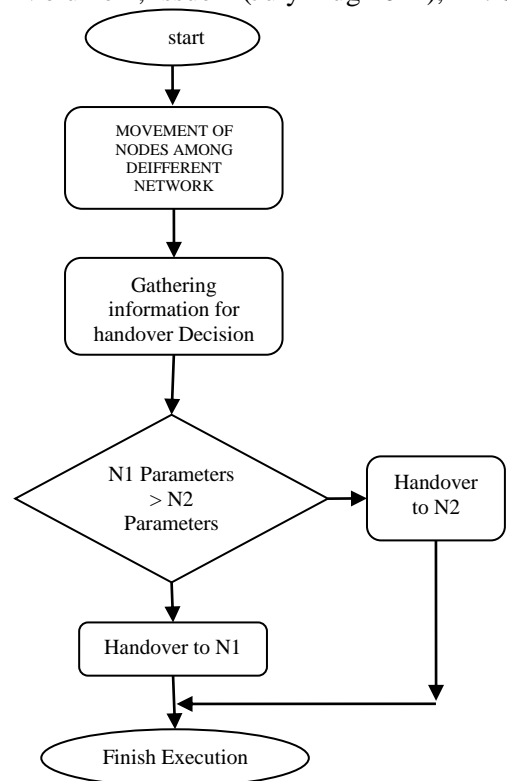 start
MOVEMENT OF
NODES AMONG
DEIFFERENT
NETWORK
Gathering
information for
handover Decision
N1 Parameters
> N2
Parameters
Handover
to N2
Handover to N1
Finish Execution